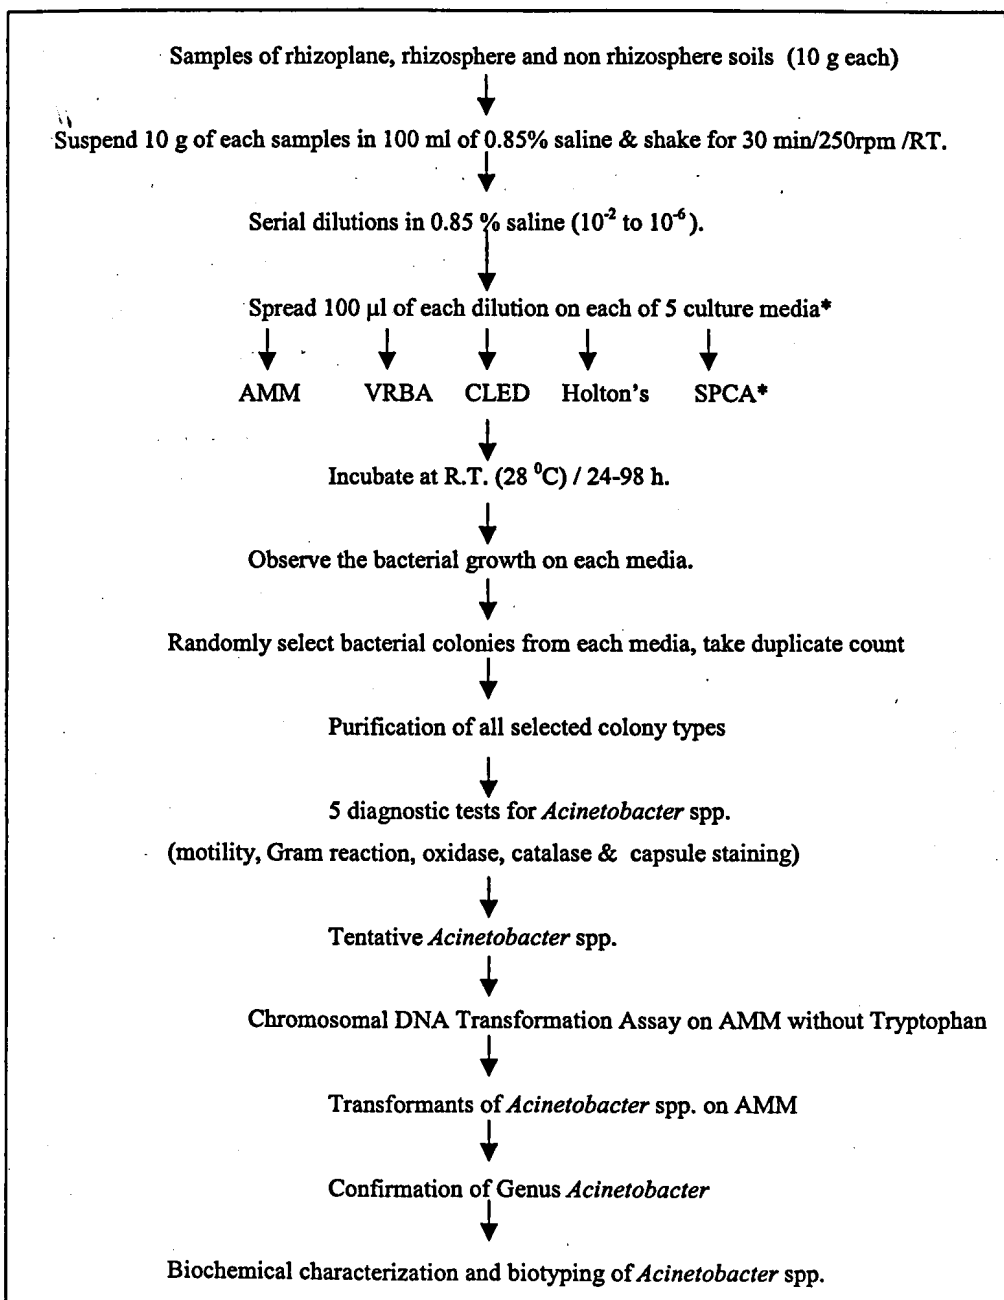 Samples of rhizoplane, rhizosphere and non rhizosphere soils (10 g each)
Suspend 10 g of each samples in 100 ml of 0.85% saline & shake for 30 min/250rpm /RT.
Serial dilutions in 0.85 % saline (10⁻² to 10⁻⁶).
Spread 100 µl of each dilution on each of 5 culture media*
AMM VRBA CLED Holton's SPCA*
Incubate at R.T. (28 ⁰C) / 24-98 h.
Observe the bacterial growth on each media.
Randomly select bacterial colonies from each media, take duplicate count
Purification of all selected colony types
5 diagnostic tests for Acinetobacter spp.
(motility, Gram reaction, oxidase, catalase & capsule staining)
Tentative Acinetobacter spp.
Chromosomal DNA Transformation Assay on AMM without Tryptophan
Transformants of Acinetobacter spp. on AMM
Confirmation of Genus Acinetobacter
Biochemical characterization and biotyping of Acinetobacter spp.